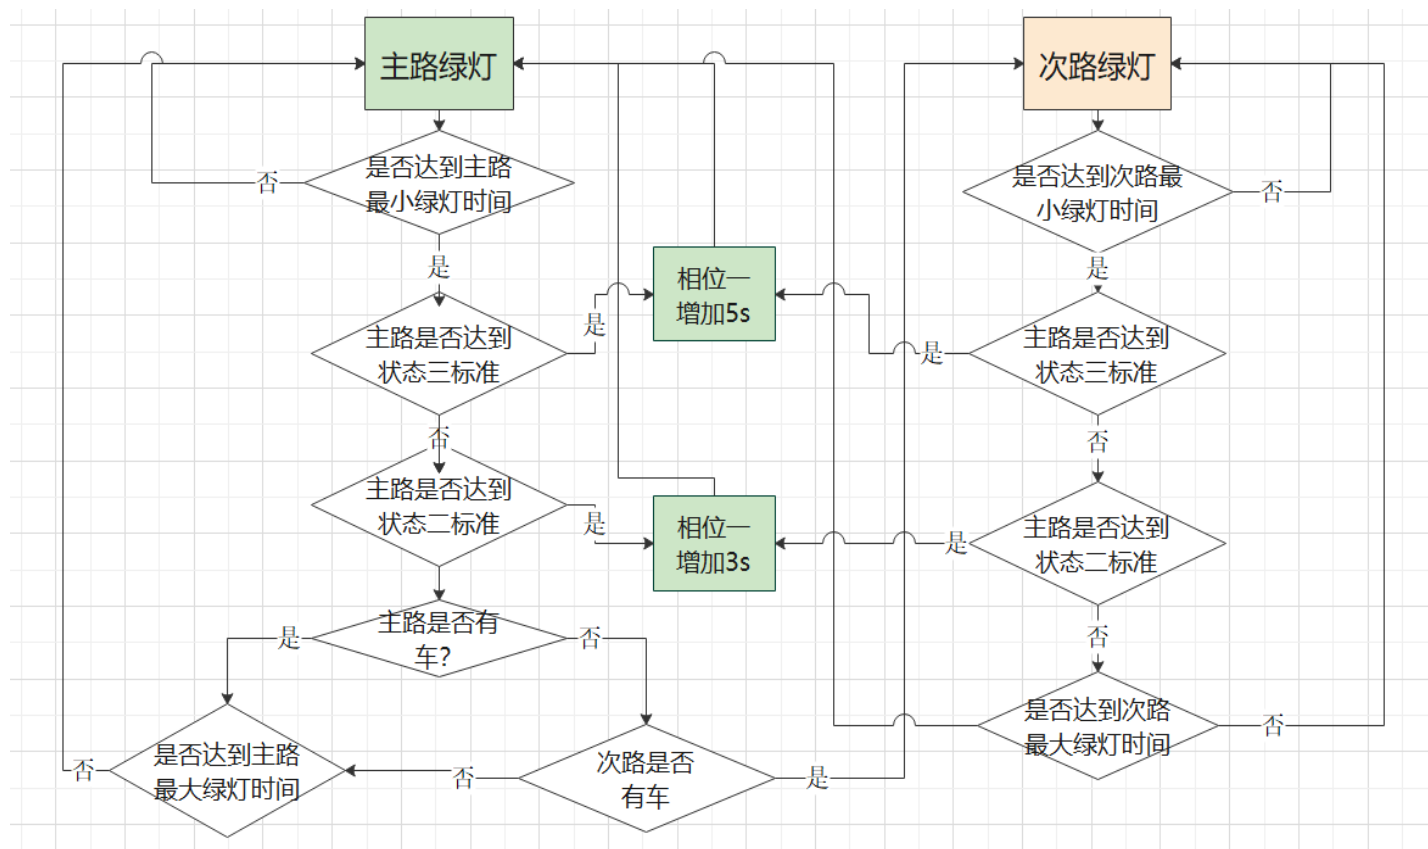 主路绿灯
次路绿灯
是否达到主路
最小绿灯时间
否
是否达到次路最
小绿灯时间
否
是
是
相位一
增加5s
主路是否达到
状态三标准
是
主路是否达到
状态三标准
是
否
否
主路是否达到
状态二标准
是
相位一
增加3s
主路是否达到
状态二标准
是
主路是否有
车?
是
否
否
是否达到主路
最大绿灯时间
否
次路是否
有车
否
是
是否达到次路
最大绿灯时间
否